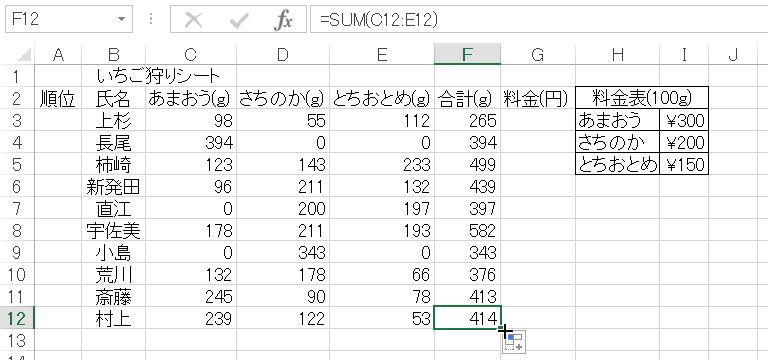 F12 =SUM(C12:E12)
A B C D E F G H I J
1 いちご狩りシート
2 順位 氏名 あまおう(g) さちのか(g) とちおとめ(g) 合計(g) 料金(円) 料金表(100g)
3 上杉 98 55 112 265 あまおう ¥300
4 長尾 394 0 0 394 さちのか ¥200
5 柿崎 123 143 233 499 とちおとめ ¥150
6 新発田 96 211 132 439
7 直江 0 200 197 397
8 宇佐美 178 211 193 582
9 小島 0 343 0 343
10 荒川 132 178 66 376
11 斎藤 245 90 78 413
12 村上 239 122 53 414
13